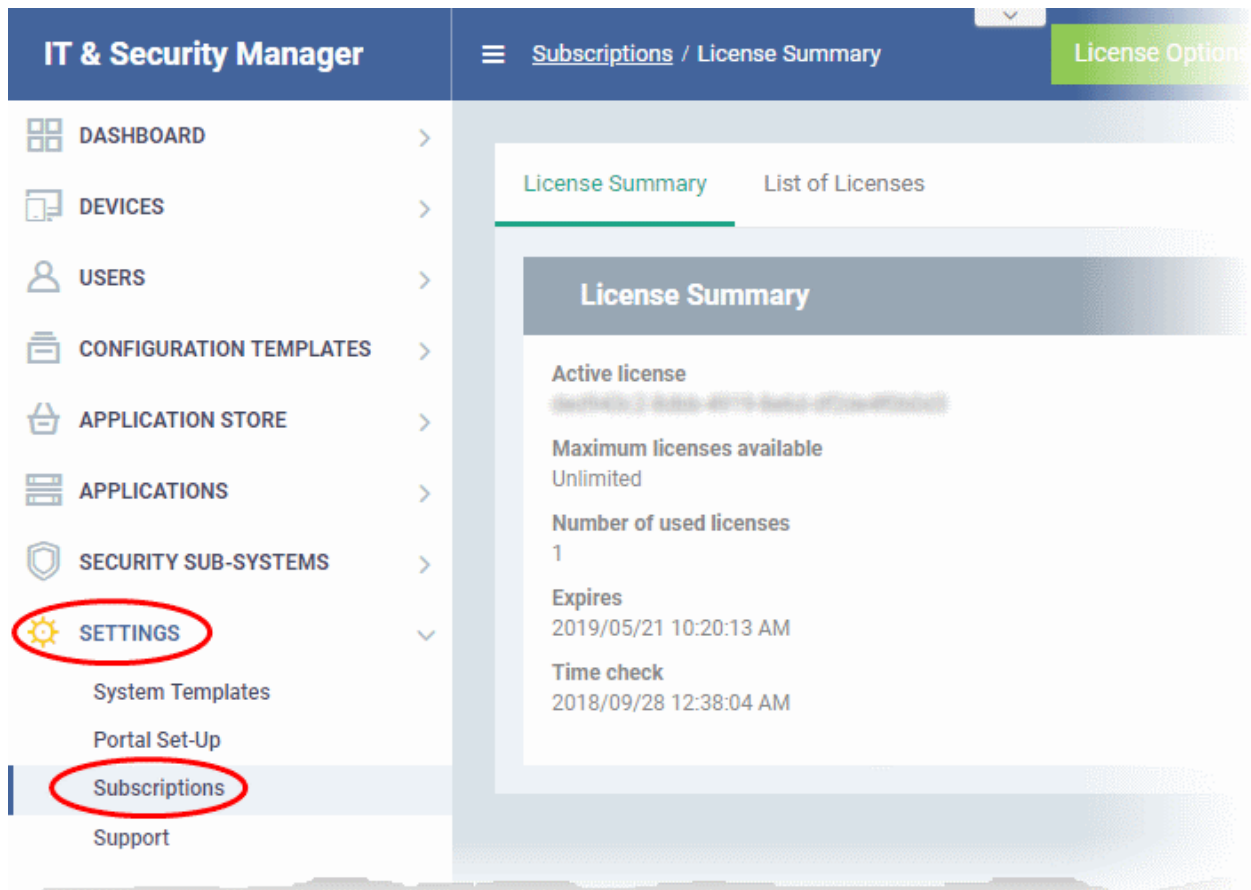 IT & Security Manager
Subscriptions / License Summary
License Options
DASHBOARD
DEVICES
USERS
CONFIGURATION TEMPLATES
APPLICATION STORE
APPLICATIONS
SECURITY SUB-SYSTEMS
SETTINGS
System Templates
Portal Set-Up
Subscriptions
Support
License Summary
List of Licenses
License Summary
Active license
Maximum licenses available
Unlimited
Number of used licenses
1
Expires
2019/05/21 10:20:13 AM
Time check
2018/09/28 12:38:04 AM